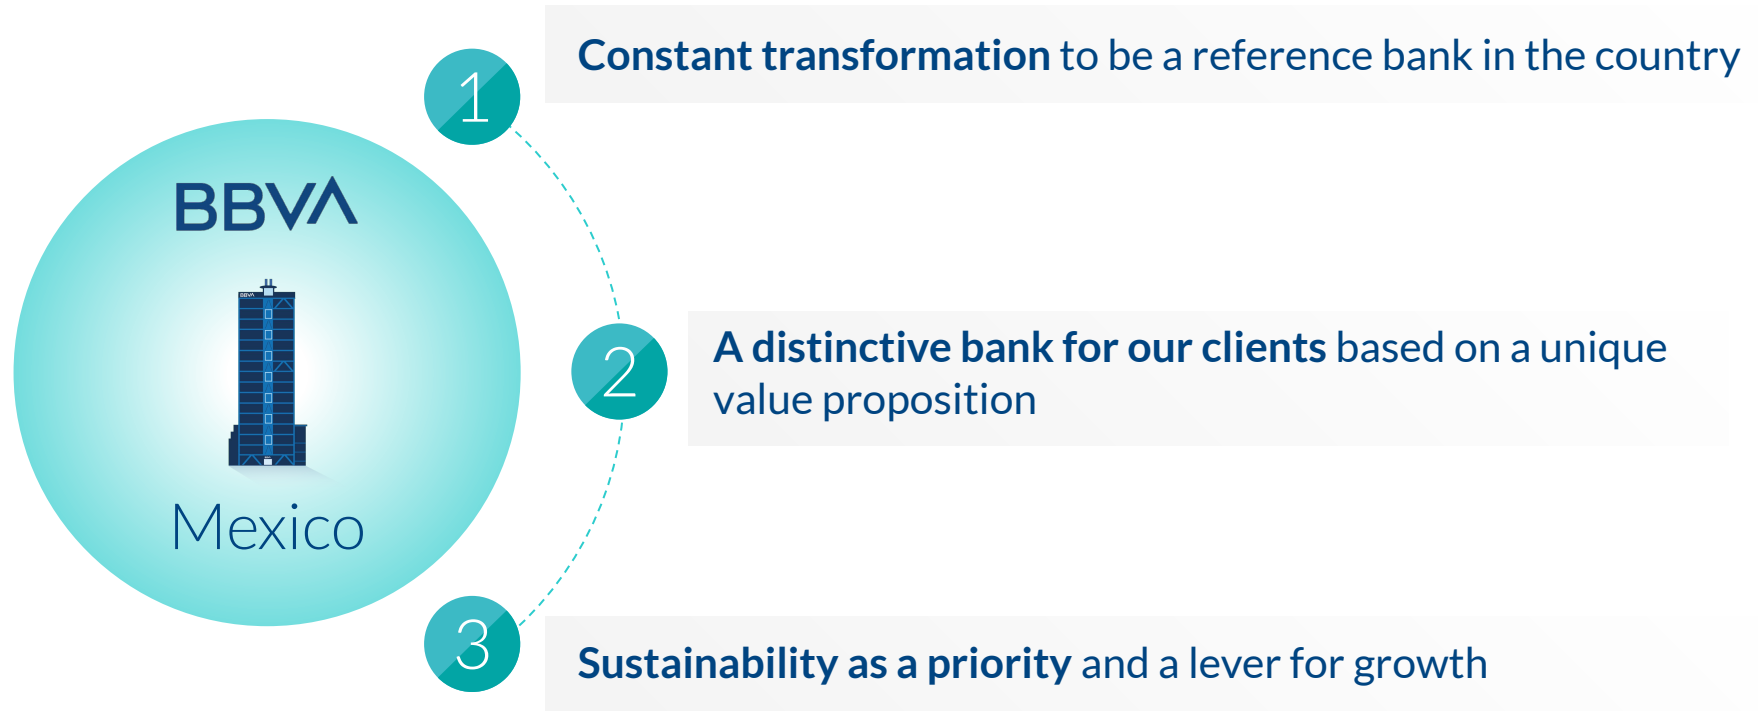 BBVA
BBVA
Mexico
1
Constant transformation to be a reference bank in the country
2
A distinctive bank for our clients based on a unique
value proposition
3
Sustainability as a priority and a lever for growth